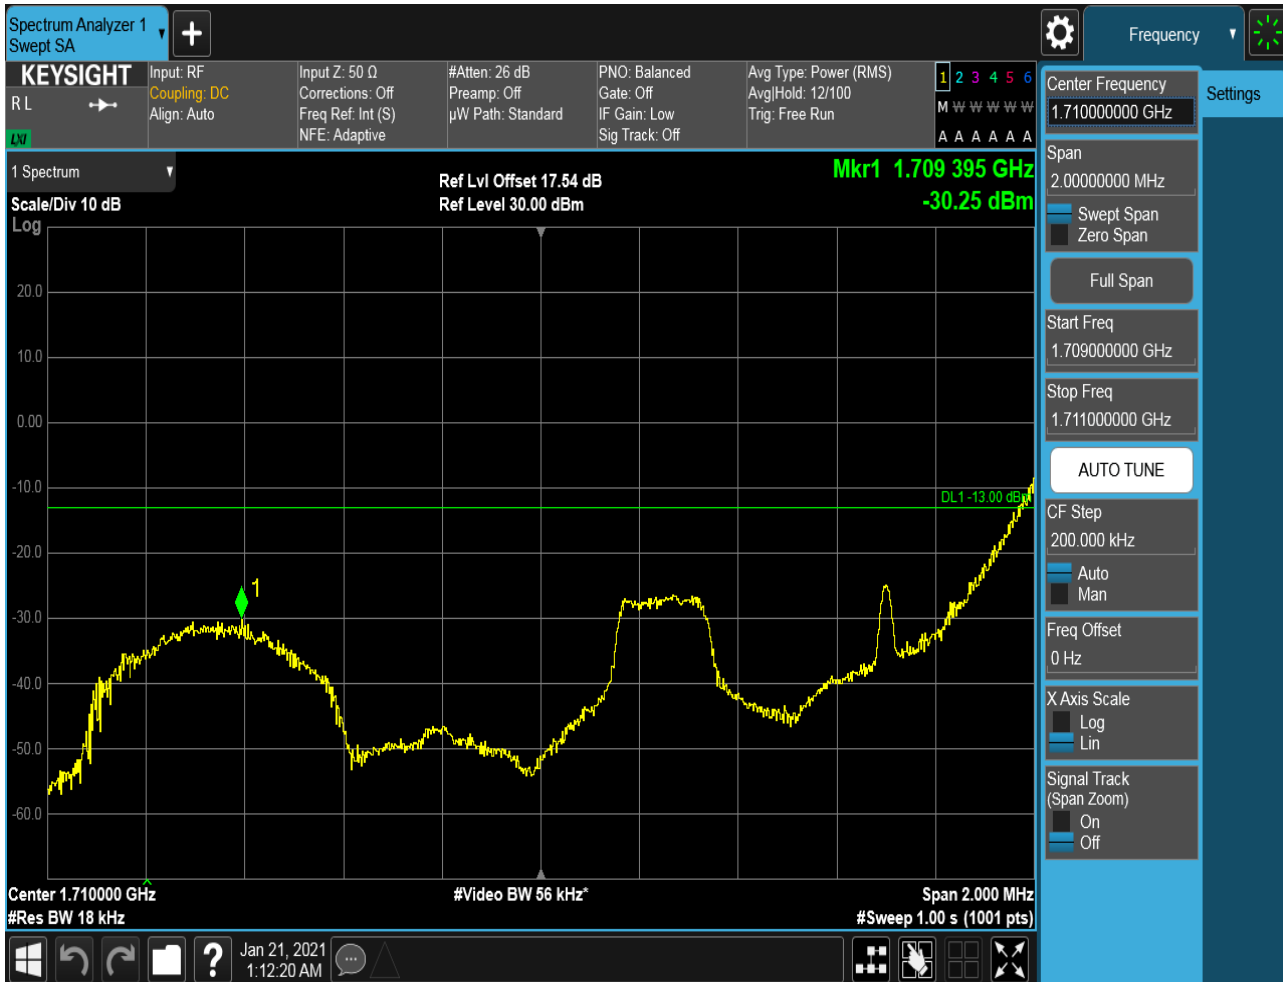 Spectrum Analyzer 1
Swept SA
Frequency
KEYSIGHT
R L
LXI
Input: RF
Coupling: DC
Align: Auto
Input Z: 50 Ω
Corrections: Off
Freq Ref: Int (S)
NFE: Adaptive
#Atten: 26 dB
Preamp: Off
µW Path: Standard
PNO: Balanced
Gate: Off
IF Gain: Low
Sig Track: Off
Avg Type: Power (RMS)
Avg|Hold: 12/100
Trig: Free Run
1 2 3 4 5 6
M W W W W W
A A A A A A
1 Spectrum
Scale/Div 10 dB
Log
Ref Lvl Offset 17.54 dB
Ref Level 30.00 dBm
Mkr1 1.709 395 GHz
-30.25 dBm
20.0
10.0
0.00
-10.0
DL1 -13.00 dBm
-20.0
1
-30.0
-40.0
-50.0
-60.0
Center 1.710000 GHz
#Video BW 56 kHz*
Span 2.000 MHz
#Res BW 18 kHz
#Sweep 1.00 s (1001 pts)
?
Jan 21, 2021
1:12:20 AM
Center Frequency
1.710000000 GHz
Settings
Span
2.00000000 MHz
Swept Span
Zero Span
Full Span
Start Freq
1.709000000 GHz
Stop Freq
1.711000000 GHz
AUTO TUNE
CF Step
200.000 kHz
Auto
Man
Freq Offset
0 Hz
X Axis Scale
Log
Lin
Signal Track
(Span Zoom)
On
Off